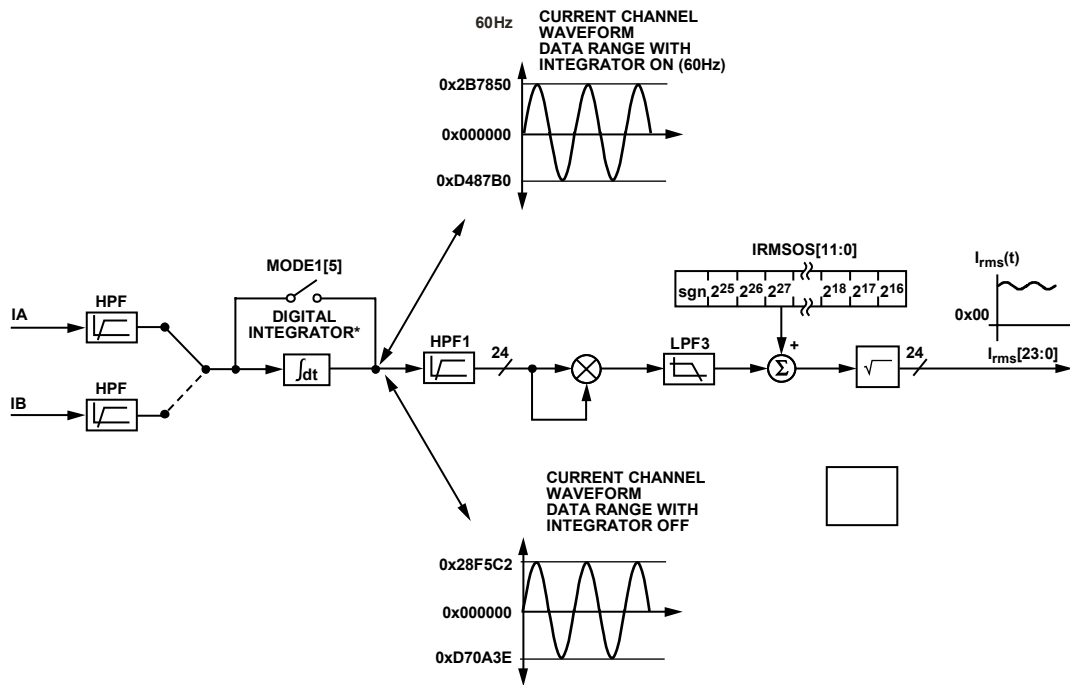 60Hz
CURRENT CHANNEL
WAVEFORM
DATA RANGE WITH
INTEGRATOR ON (60Hz)
0x2B7850
0x000000
0xD487B0
MODE1[5]
DIGITAL
INTEGRATOR*
IA
HPF
IB
HPF
∫dt
HPF1
24
LPF3
IRMSOS[11:0]
sgn 2^25 2^26 2^27 2^18 2^17 2^16
+
Σ
√
24
I_rms(t)
0x00
I_rms[23:0]
CURRENT CHANNEL
WAVEFORM
DATA RANGE WITH
INTEGRATOR OFF
0x28F5C2
0x000000
0xD70A3E